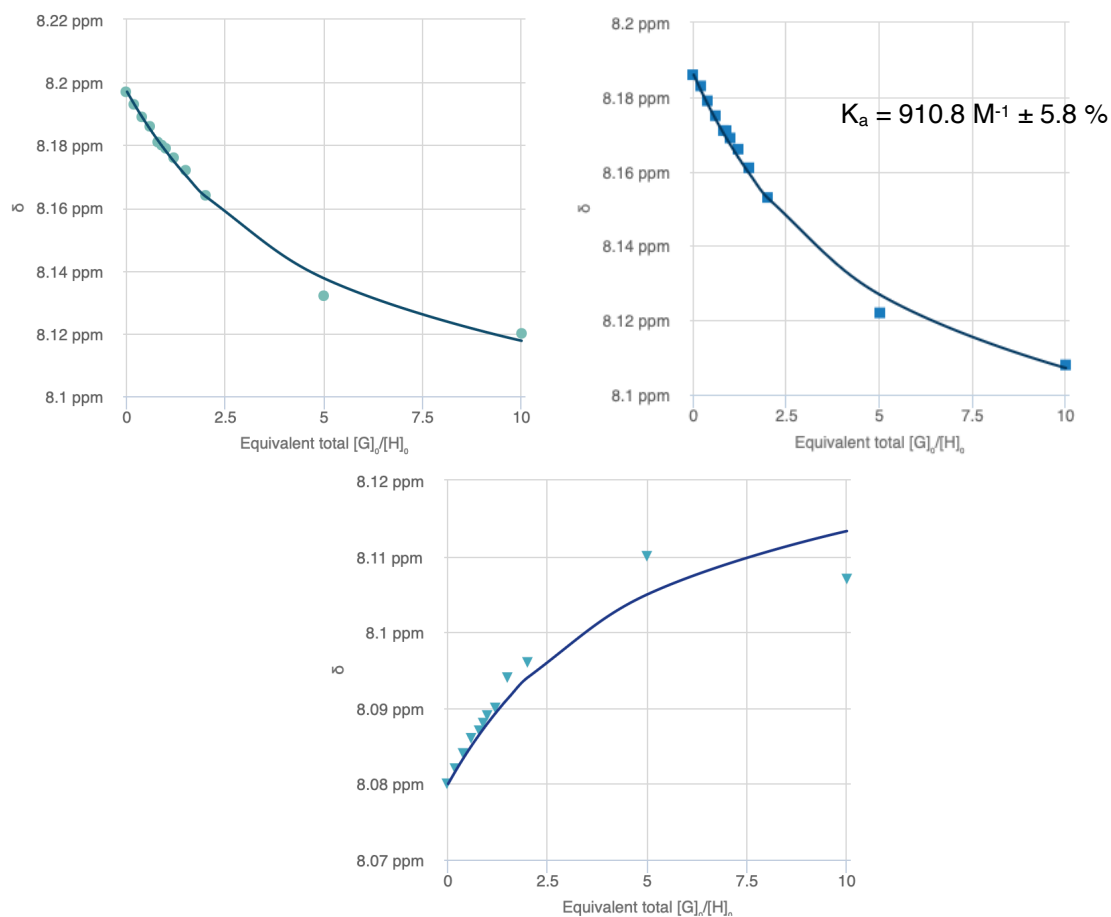 8.22 ppm
8.2 ppm
8.18 ppm
8.16 ppm
8.14 ppm
8.12 ppm
8.1 ppm
δ
0 2.5 5 7.5 10
Equivalent total [G]₀/[H]₀
8.2 ppm
8.18 ppm
8.16 ppm
8.14 ppm
8.12 ppm
8.1 ppm
δ
Kₐ = 910.8 M⁻¹ ± 5.8 %
0 2.5 5 7.5 10
Equivalent total [G]₀/[H]₀
8.12 ppm
8.11 ppm
8.1 ppm
8.09 ppm
8.08 ppm
8.07 ppm
δ
0 2.5 5 7.5 10
Equivalent total [G]₀/[H]₀